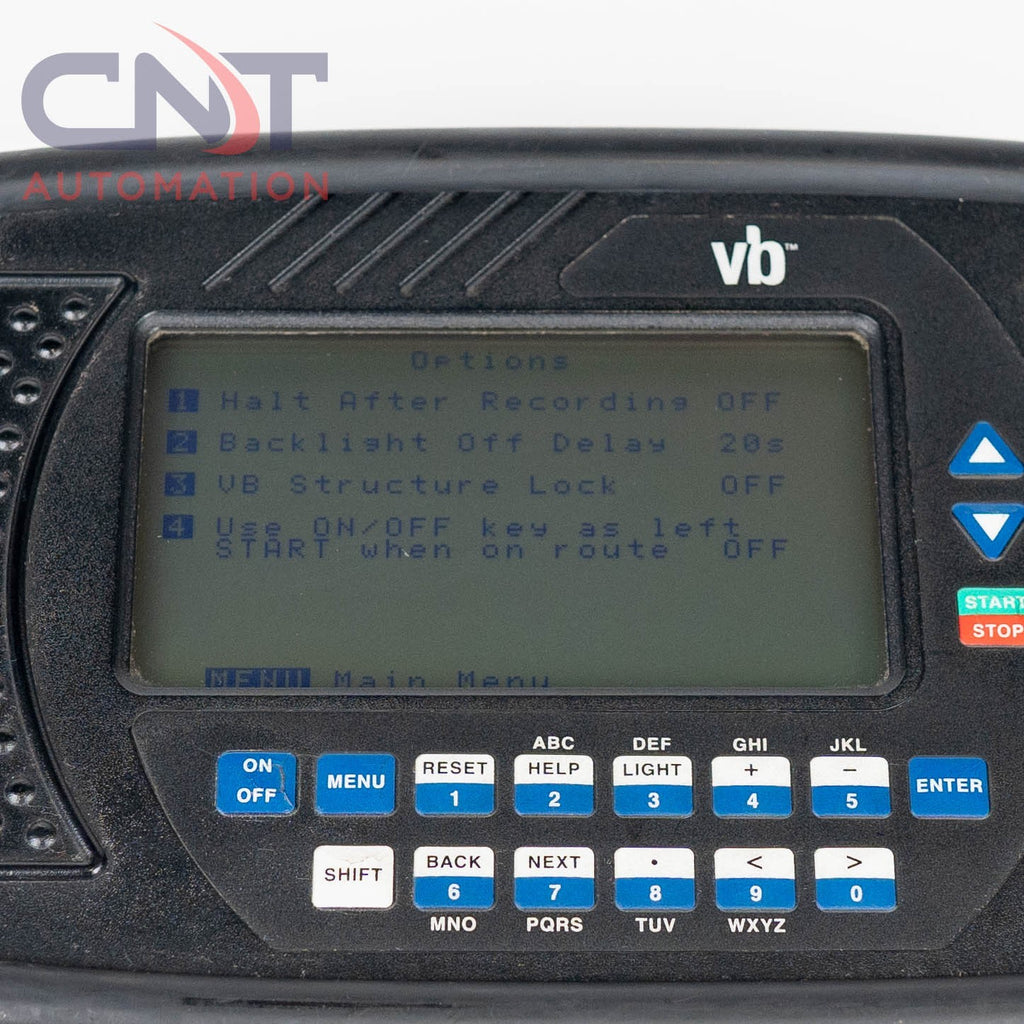 CNT
AUTOMATION
vb™
Options
1 Halt After Recording OFF
2 Backlight Off Delay 20s
3 VB Structure Lock OFF
4 Use ON/OFF key as left
START when on route OFF
MENU Main Menu
START
STOP
ABC DEF GHI JKL
ON OFF
MENU
RESET 1
HELP 2
LIGHT 3
+ 4
- 5
ENTER
SHIFT
BACK 6
NEXT 7
. 8
< 9
> 0
MNO PQRS TUV WXYZ